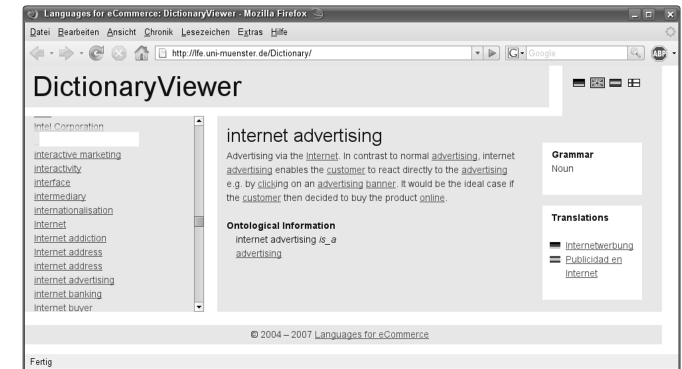 Languages for eCommerce: DictionaryViewer - Mozilla Firefox
Datei Bearbeiten Ansicht Chronik Lesezeichen Extras Hilfe
http://lfe.uni-muenster.de/Dictionary/
G Google
ABP
DictionaryViewer
Intel Corporation
interactive marketing
interactivity
interface
intermediary
internationalisation
Internet
Internet addiction
Internet address
internet address
internet advertising
internet banking
Internet buyer
internet advertising
Advertising via the Internet. In contrast to normal advertising, internet
advertising enables the customer to react directly to the advertising
e.g. by clicking on an advertising banner. It would be the ideal case if
the customer then decided to buy the product online.
Ontological Information
internet advertising is_a
advertising
Grammar
Noun
Translations
Internetwerbung
Publicidad en
Internet
© 2004 – 2007 Languages for eCommerce
Fertig